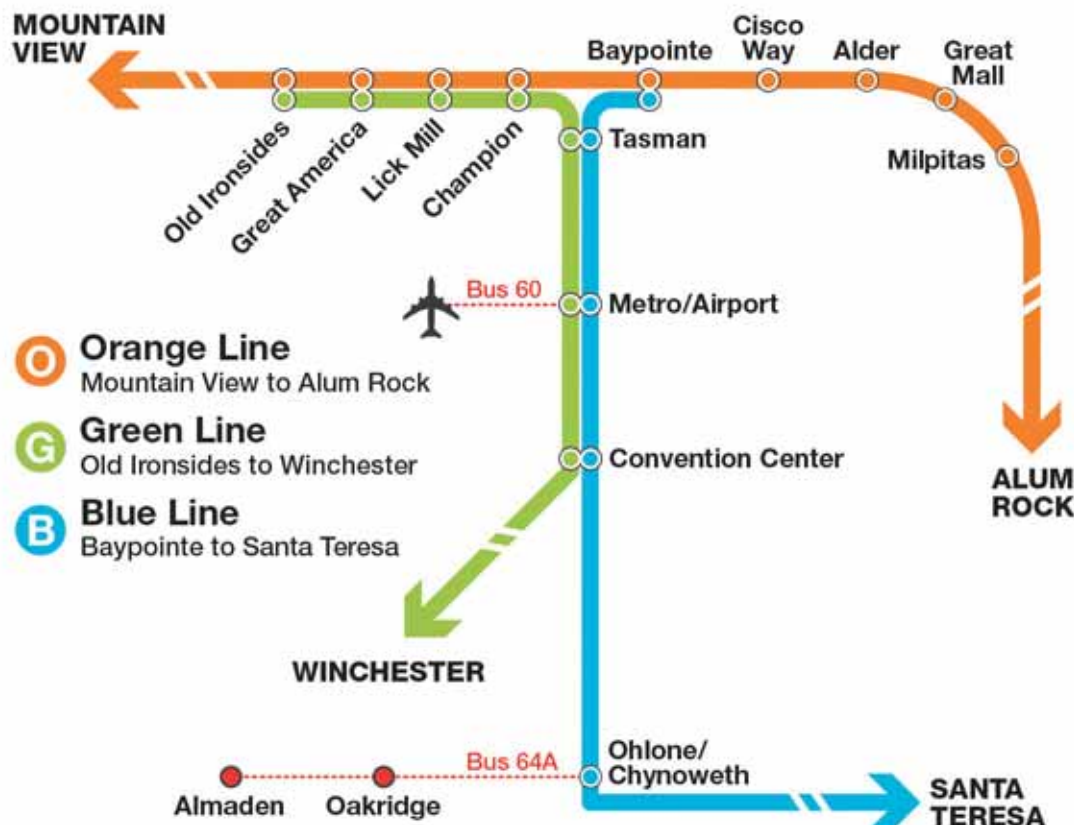 MOUNTAIN
VIEW
Baypointe
Cisco
Way
Alder
Great
Mall
Milpitas
Old Ironsides
Great America
Lick Mill
Champion
Tasman
Bus 60
Metro/Airport
O Orange Line
Mountain View to Alum Rock
G Green Line
Old Ironsides to Winchester
B Blue Line
Baypointe to Santa Teresa
Convention Center
ALUM
ROCK
WINCHESTER
Bus 64A
Ohlone/
Chynoweth
Almaden
Oakridge
SANTA
TERESA